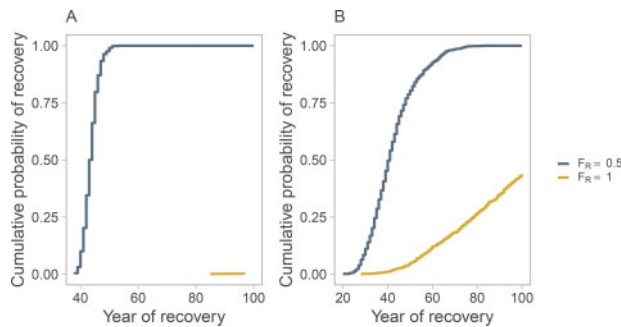 A
B
Cumulative probability of recovery
1.00
0.75
0.50
0.25
0.00
40 60 80 100
Year of recovery
Cumulative probability of recovery
1.00
0.75
0.50
0.25
0.00
20 40 60 80 100
Year of recovery
F_R = 0.5
F_R = 1